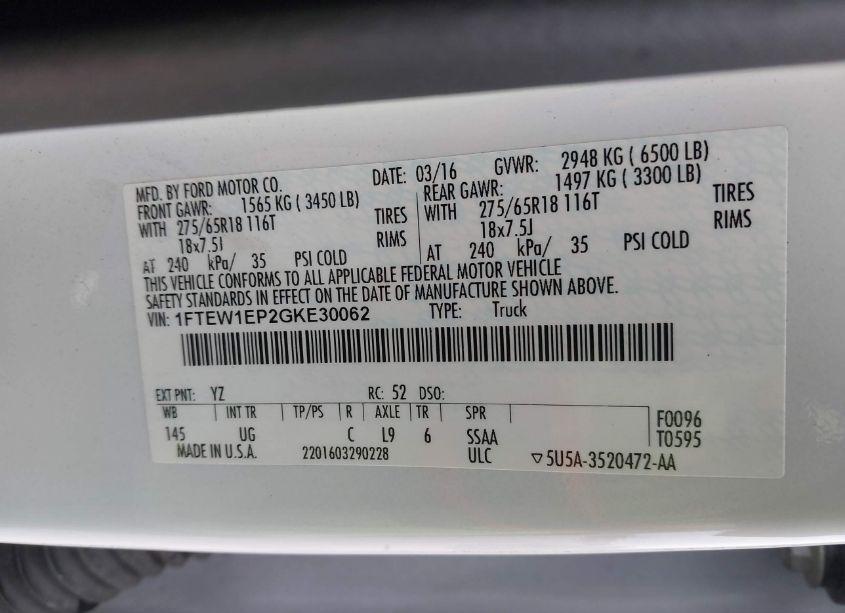 MFD. BY FORD MOTOR CO. DATE: 03/16 GVWR: 2948 KG ( 6500 LB)
FRONT GAWR: 1565 KG ( 3450 LB) REAR GAWR: 1497 KG ( 3300 LB)
WITH 275/65R18 116T TIRES WITH 275/65R18 116T TIRES
18x7.5J RIMS 18x7.5J RIMS
AT 240 kPa/ 35 PSI COLD AT 240 kPa/ 35 PSI COLD
THIS VEHICLE CONFORMS TO ALL APPLICABLE FEDERAL MOTOR VEHICLE
SAFETY STANDARDS IN EFFECT ON THE DATE OF MANUFACTURE SHOWN ABOVE.
VIN: 1FTEW1EP2GKE30062 TYPE: Truck
EXT PNT: YZ RC: 52 DSO:
WB INT TR TP/PS R AXLE TR SPR F0096
145 UG C L9 6 SSAA T0595
MADE IN U.S.A. 2201603290228 ULC ▽5U5A-3520472-AA